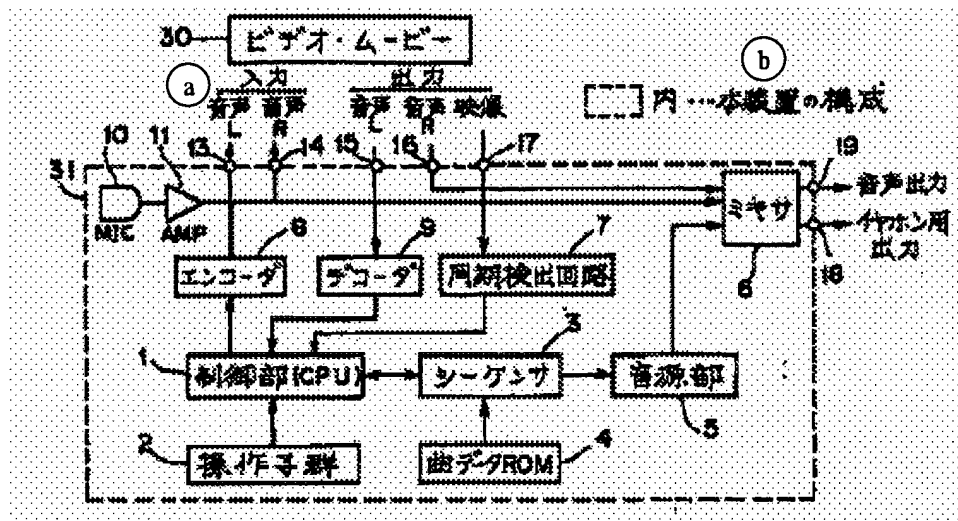 30
ビデオ・ムービー
a
入力
出力
b
音声L
音声R
音声L
音声R
映像
内…本装置の構成
10
11
13
14
15
16
17
19
31
MIC
AMP
ミキサ
音声出力
イヤホン用出力
18
8
9
7
6
エンコーダ
デコーダ
同期検出回路
3
1
制御部(CPU)
シーケンサ
音源部
5
2
操作子群
曲データROM
4